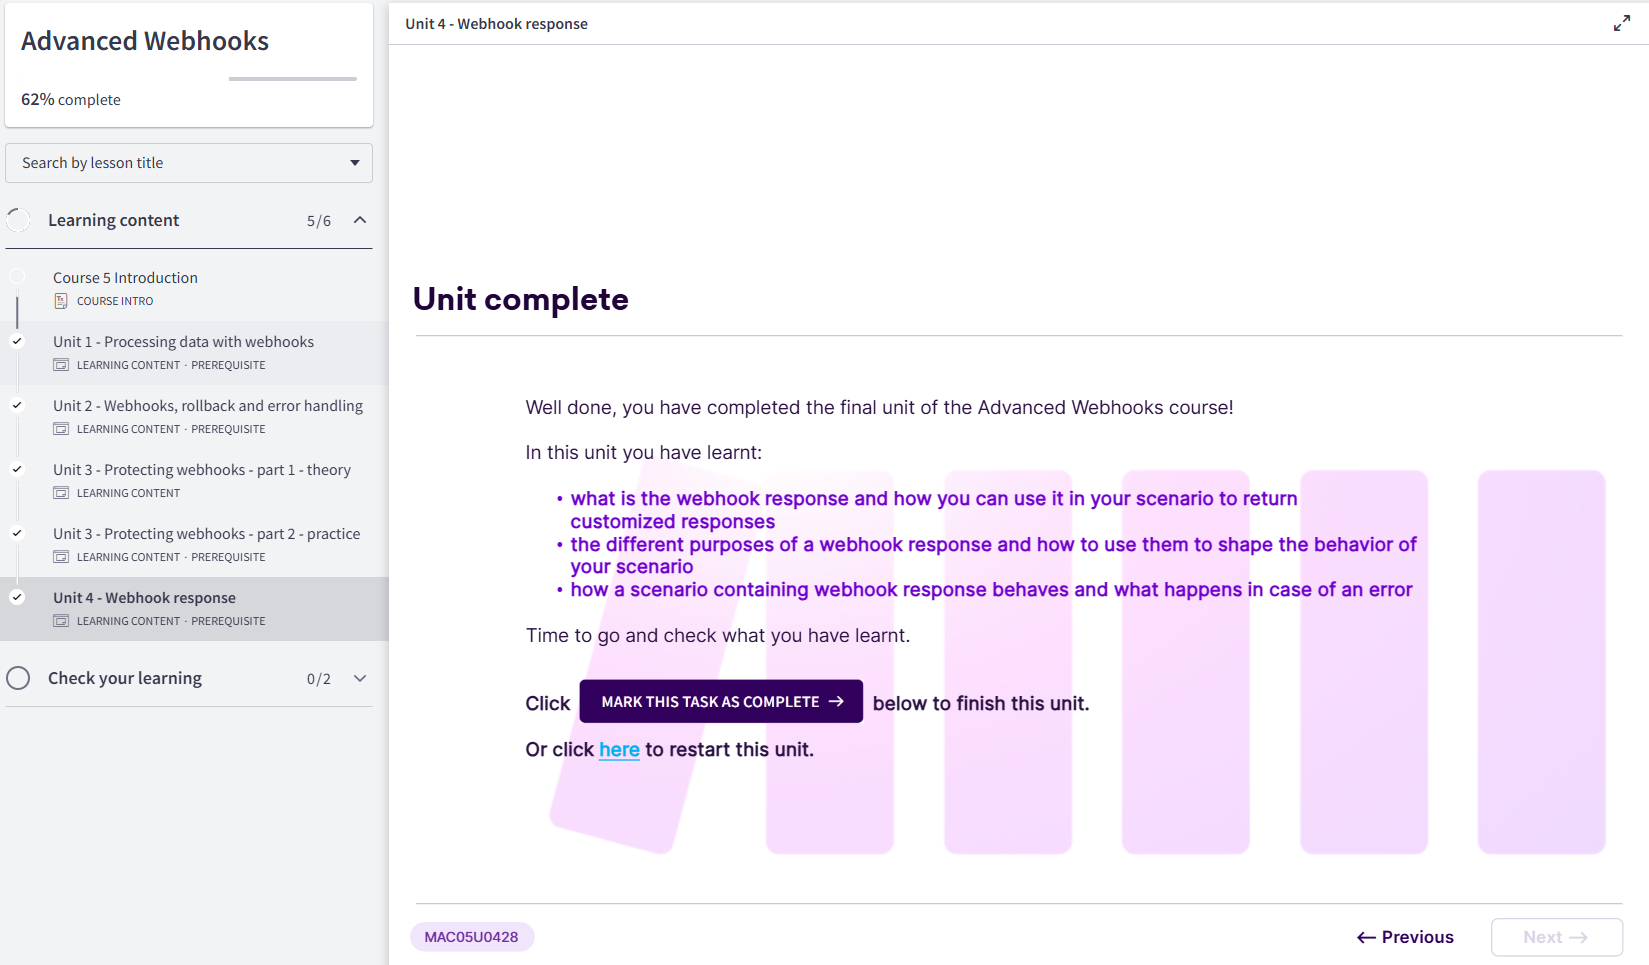 Advanced Webhooks
62% complete
Search by lesson title
Learning content 5/6
Course 5 Introduction
COURSE INTRO
Unit 1 - Processing data with webhooks
LEARNING CONTENT · PREREQUISITE
Unit 2 - Webhooks, rollback and error handling
LEARNING CONTENT · PREREQUISITE
Unit 3 - Protecting webhooks - part 1 - theory
LEARNING CONTENT
Unit 3 - Protecting webhooks - part 2 - practice
LEARNING CONTENT · PREREQUISITE
Unit 4 - Webhook response
LEARNING CONTENT · PREREQUISITE
Check your learning 0/2
Unit 4 - Webhook response
Unit complete
Well done, you have completed the final unit of the Advanced Webhooks course!
In this unit you have learnt:
• what is the webhook response and how you can use it in your scenario to return
customized responses
• the different purposes of a webhook response and how to use them to shape the behavior of
your scenario
• how a scenario containing webhook response behaves and what happens in case of an error
Time to go and check what you have learnt.
Click MARK THIS TASK AS COMPLETE → below to finish this unit.
Or click here to restart this unit.
MAC05U0428
← Previous
Next →